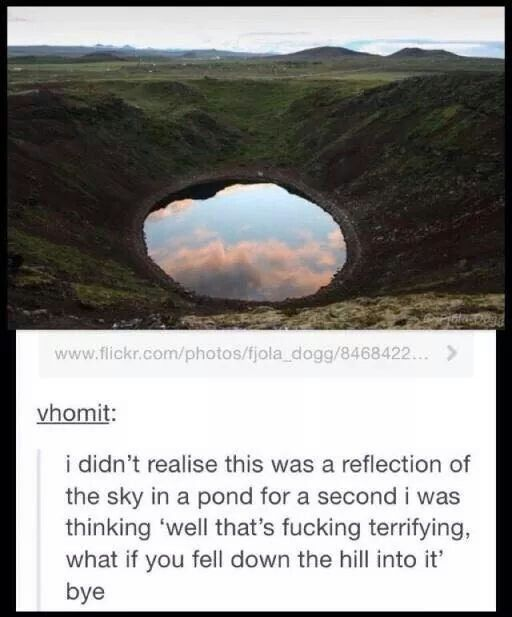 www.flickr.com/photos/fjola_dogg/8468422... >
vhomit:
i didn't realise this was a reflection of
the sky in a pond for a second i was
thinking ‘well that's fucking terrifying,
what if you fell down the hill into it’
bye